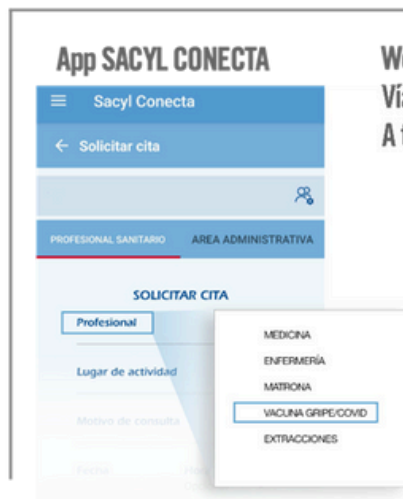 App SACYL CONECTA
Sacyl Conecta
Solicitar cita
PROFESIONAL SANITARIO
AREA ADMINISTRATIVA
SOLICITAR CITA
Profesional
Lugar de actividad
Motivo de consulta
Fecha
MEDICINA
ENFERMERÍA
MATRONA
VACUNA GRIPE/COVID
EXTRACCIONES